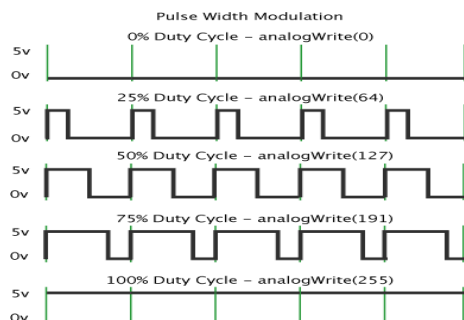 Pulse Width Modulation
0% Duty Cycle – analogWrite(0)
5v
0v
25% Duty Cycle – analogWrite(64)
5v
0v
50% Duty Cycle – analogWrite(127)
5v
0v
75% Duty Cycle – analogWrite(191)
5v
0v
100% Duty Cycle – analogWrite(255)
5v
0v